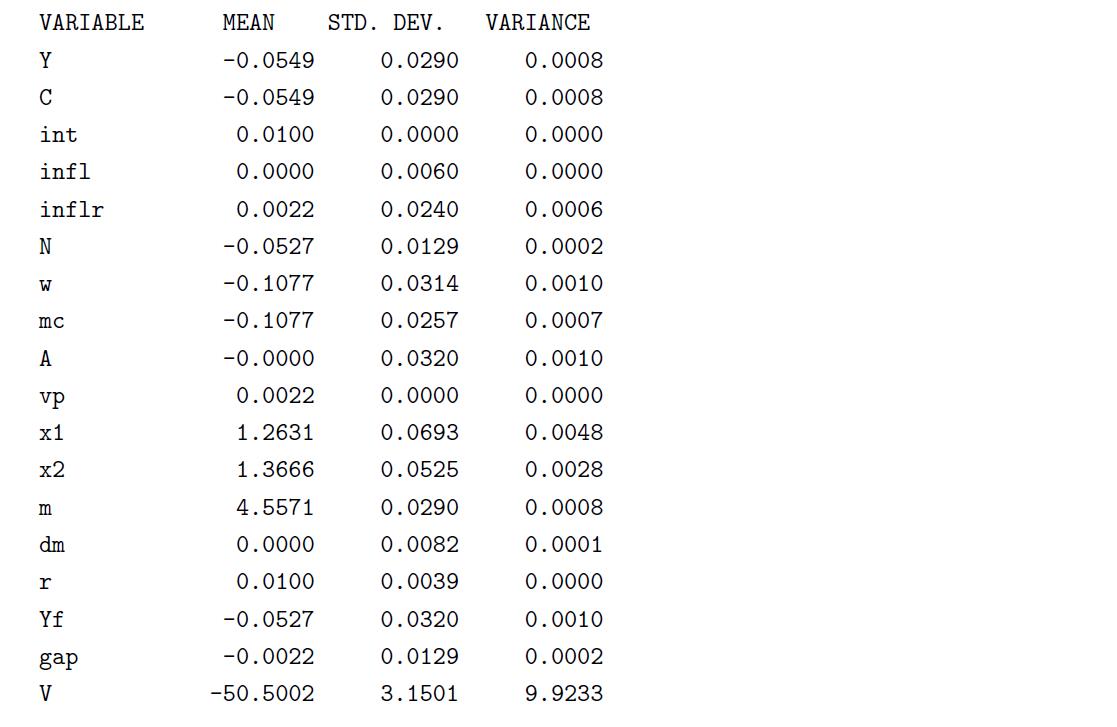 VARIABLE MEAN STD. DEV. VARIANCE
Y -0.0549 0.0290 0.0008
C -0.0549 0.0290 0.0008
int 0.0100 0.0000 0.0000
infl 0.0000 0.0060 0.0000
inflr 0.0022 0.0240 0.0006
N -0.0527 0.0129 0.0002
w -0.1077 0.0314 0.0010
mc -0.1077 0.0257 0.0007
A -0.0000 0.0320 0.0010
vp 0.0022 0.0000 0.0000
x1 1.2631 0.0693 0.0048
x2 1.3666 0.0525 0.0028
m 4.5571 0.0290 0.0008
dm 0.0000 0.0082 0.0001
r 0.0100 0.0039 0.0000
Yf -0.0527 0.0320 0.0010
gap -0.0022 0.0129 0.0002
V -50.5002 3.1501 9.9233